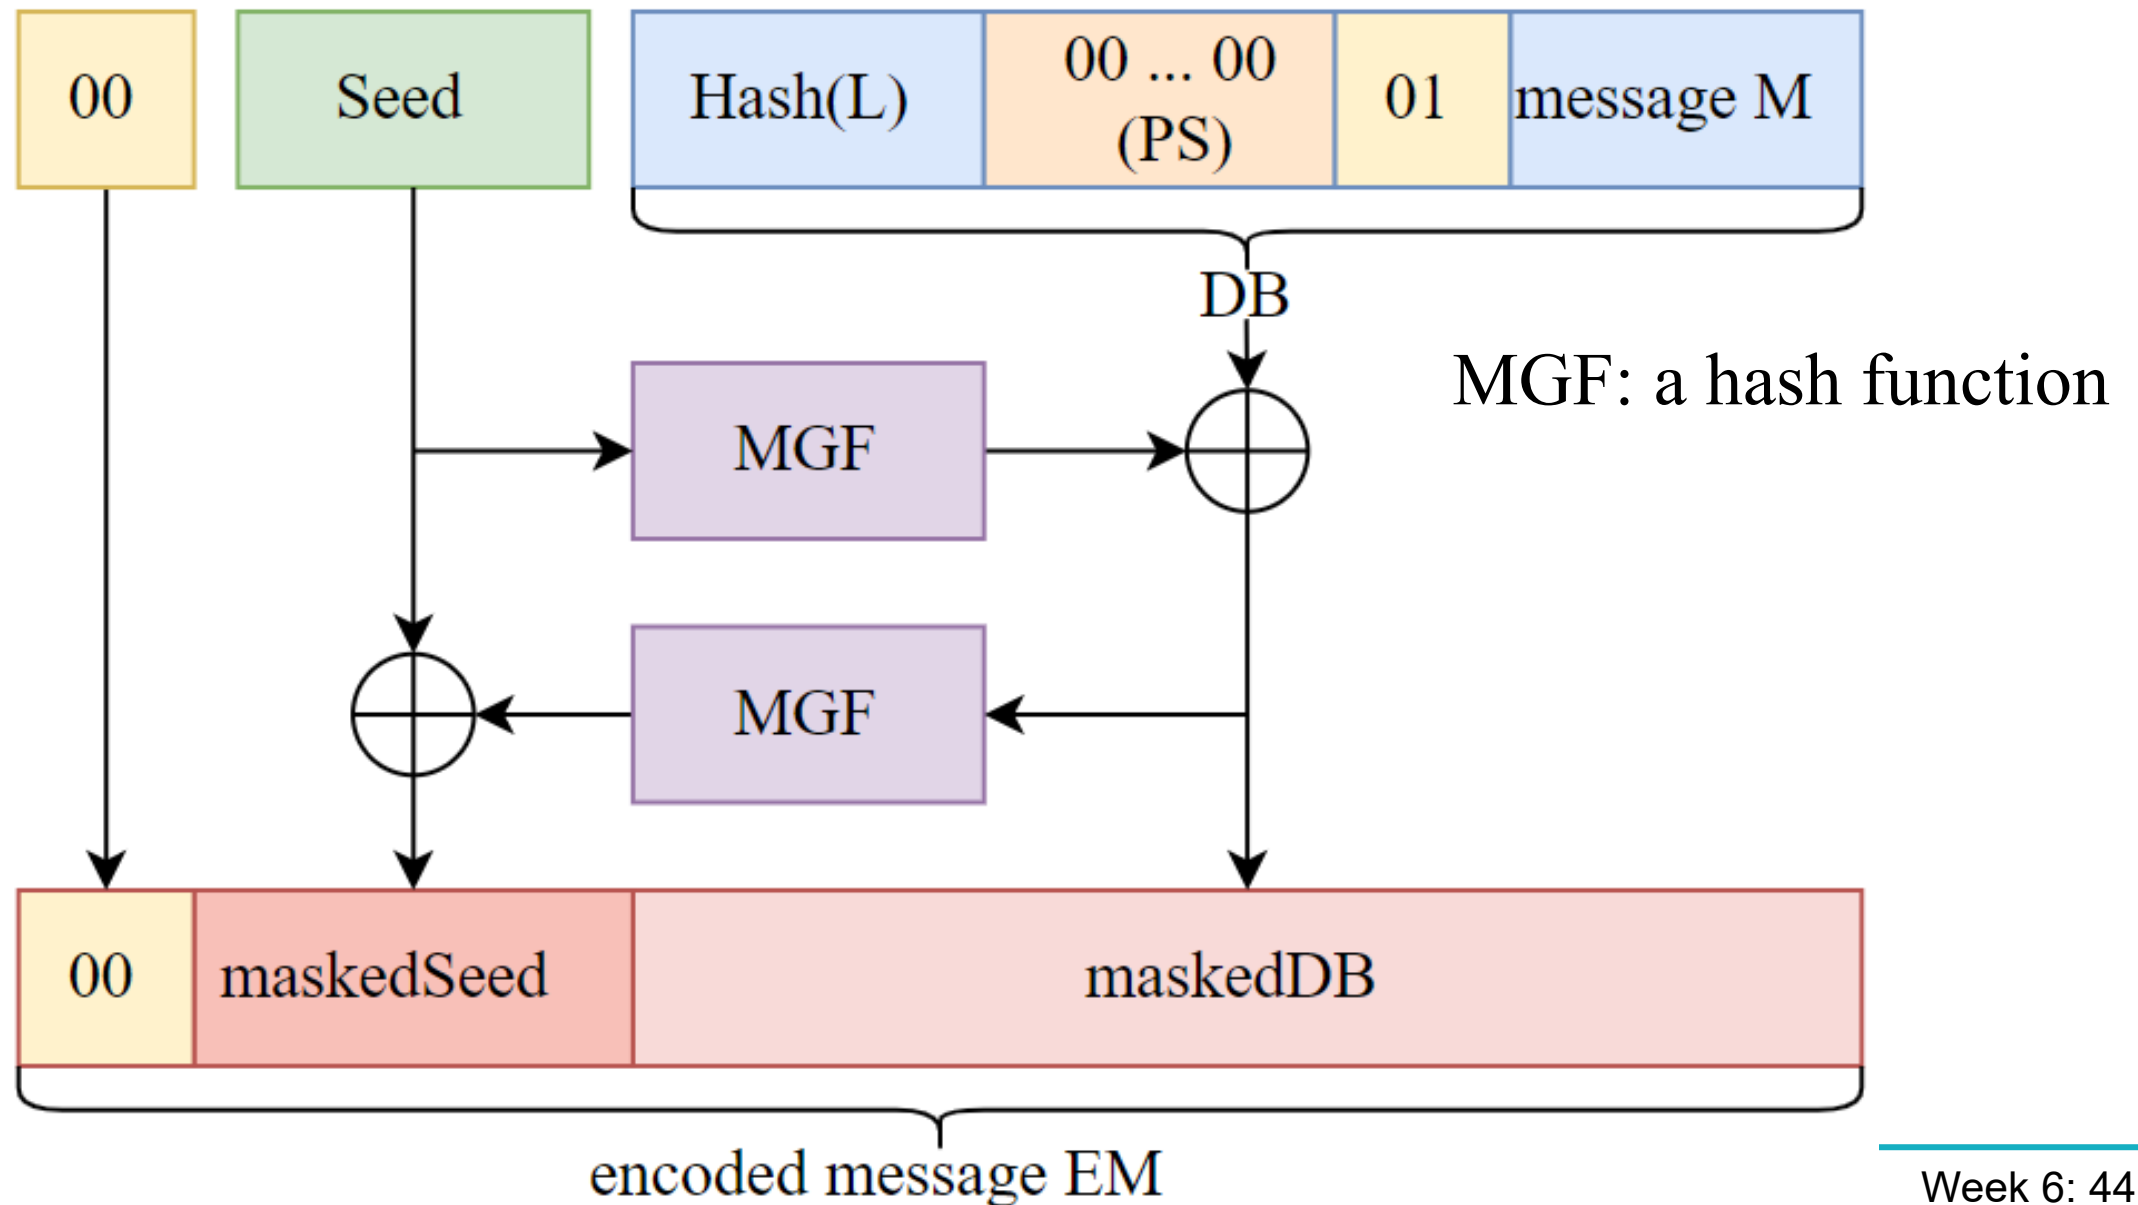 00
Seed
Hash(L)
00 ... 00
(PS)
01
message M
DB
MGF
MGF: a hash function
MGF
00
maskedSeed
maskedDB
encoded message EM
Week 6: 44